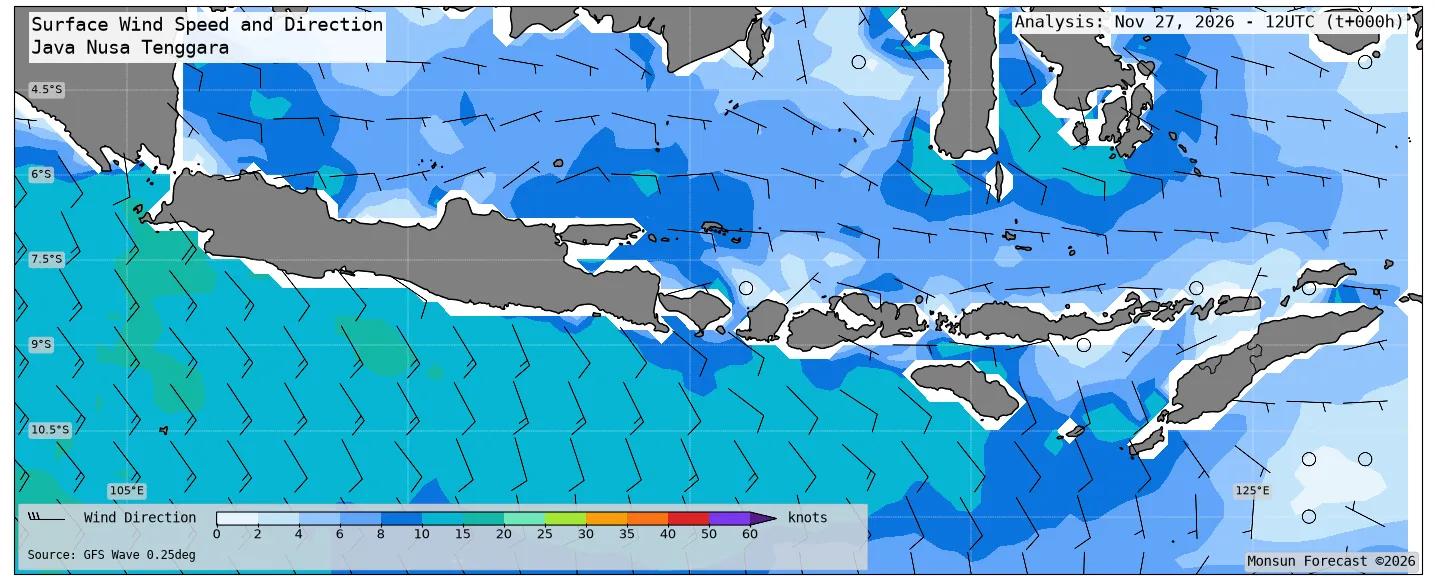 Surface Wind Speed and Direction
Java Nusa Tenggara
Analysis: Nov 27, 2026 - 12UTC (t+000h)
4.5°S
6°S
7.5°S
9°S
10.5°S
105°E
125°E
Wind Direction
0 2 4 6 8 10 15 20 25 30 35 40 50 60
knots
Source: GFS Wave 0.25deg
Monsun Forecast ©2026